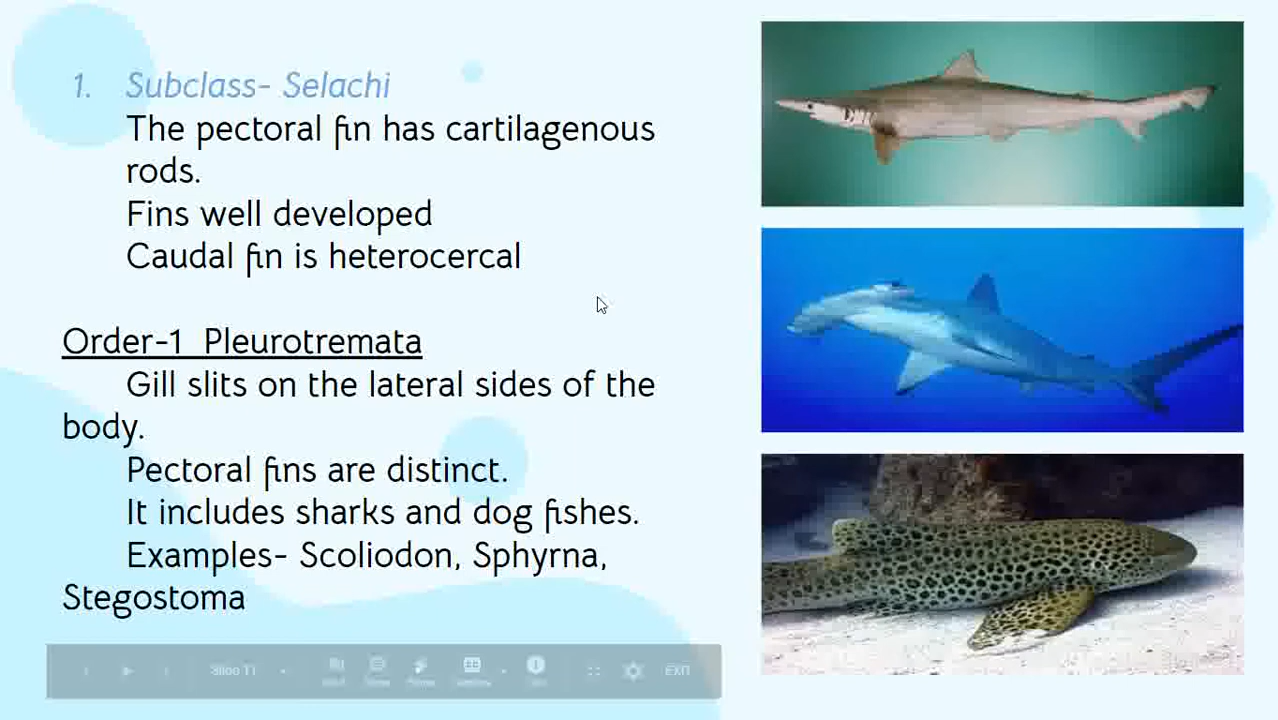 1. Subclass- Selachi
The pectoral fin has cartilagenous
rods.
Fins well developed
Caudal fin is heterocercal
Order-1 Pleurotremata
Gill slits on the lateral sides of the
body.
Pectoral fins are distinct.
It includes sharks and dog fishes.
Examples- Scoliodon, Sphyrna,
Stegostoma
EXIT